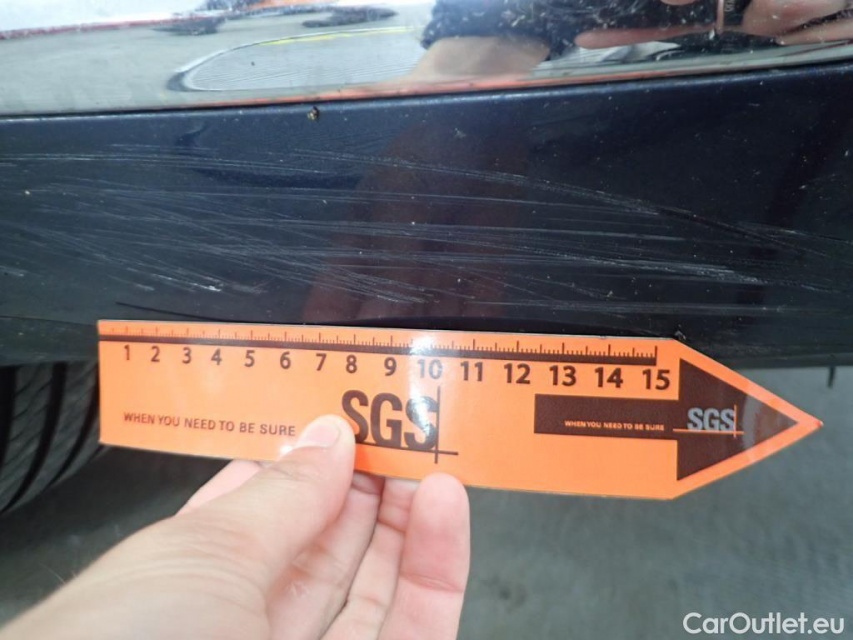 1 2 3 4 5 6 7 8 9 10 11 12 13 14 15
WHEN YOU NEED TO BE SURE
SGS
WHEN YOU NEED TO BE SURE
SGS
CarOutlet.eu